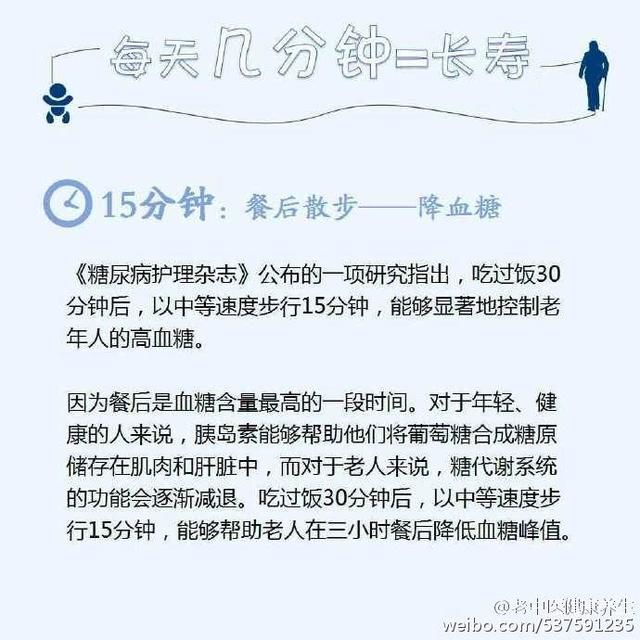 每天几分钟=长寿
15分钟：餐后散步——降血糖
《糖尿病护理杂志》公布的一项研究指出，吃过饭30
分钟后，以中等速度步行15分钟，能够显著地控制老
年人的高血糖。
因为餐后是血糖含量最高的一段时间。对于年轻、健
康的人来说，胰岛素能够帮助他们将葡萄糖合成糖原
储存在肌肉和肝脏中，而对于老人来说，糖代谢系统
的功能会逐渐减退。吃过饭30分钟后，以中等速度步
行15分钟，能够帮助老人在三小时餐后降低血糖峰值。
@老中医健康养生
weibo.com/537591235